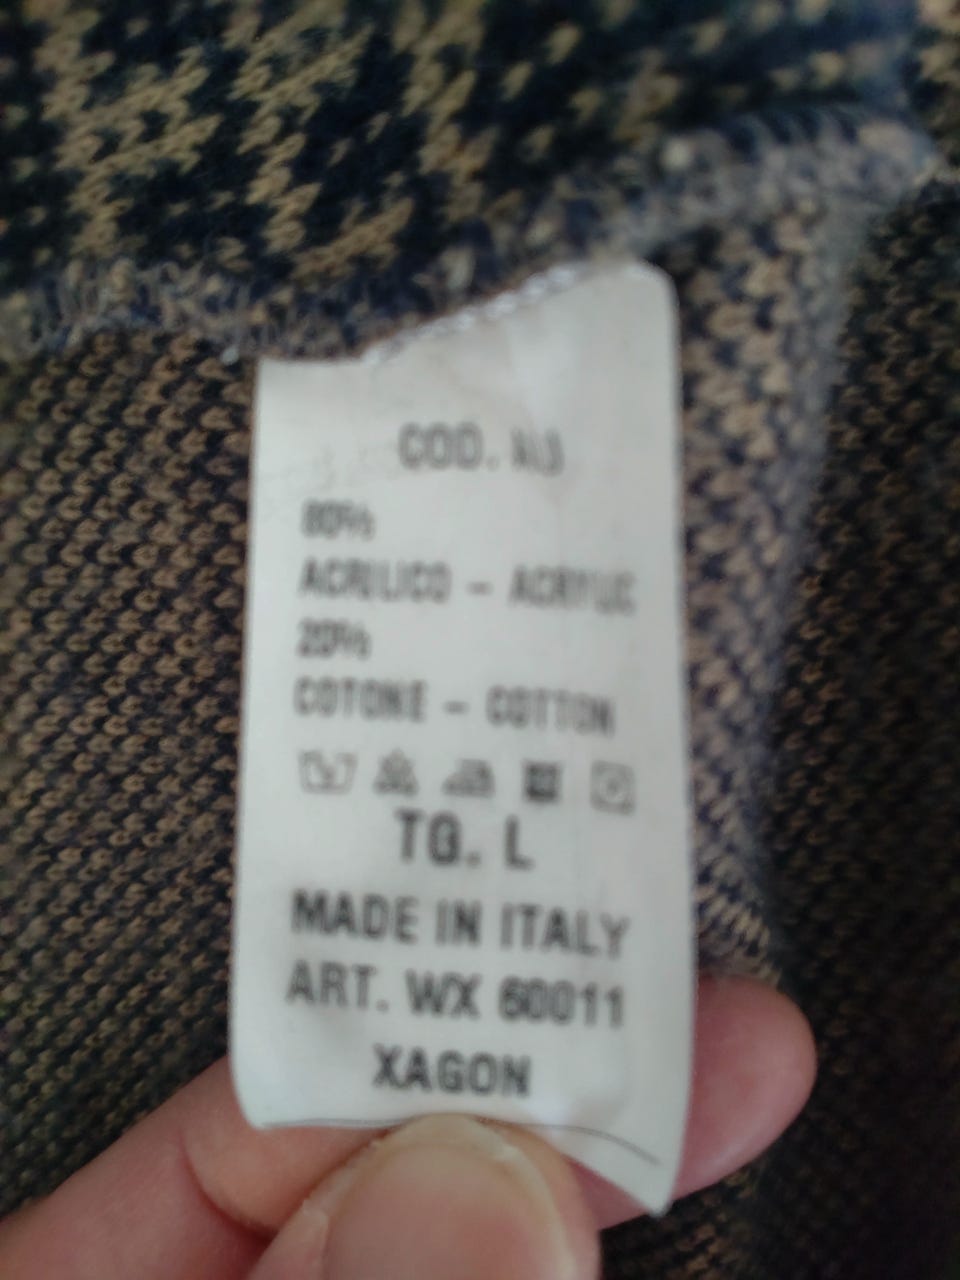 COD.
80%
ACRILICO - ACRYLIC
20%
COTONE - COTTON
TG. L
MADE IN ITALY
ART. WX 60011
XAGON